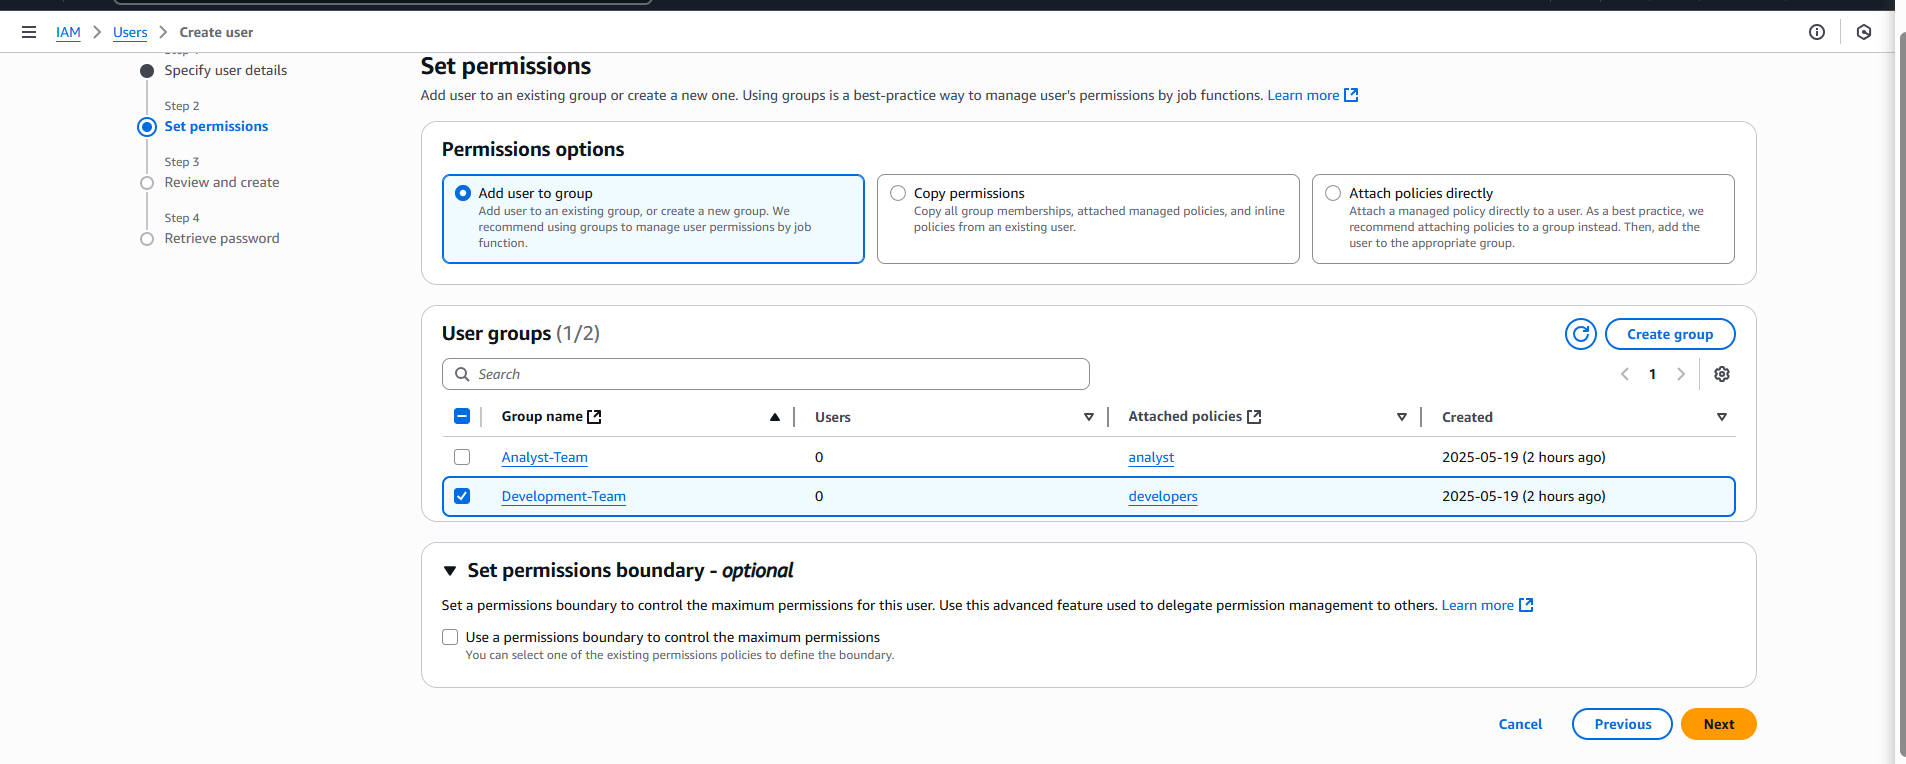 IAM > Users > Create user
Specify user details
Step 2
Set permissions
Step 3
Review and create
Step 4
Retrieve password
Set permissions
Add user to an existing group or create a new one. Using groups is a best-practice way to manage user's permissions by job functions. Learn more
Permissions options
Add user to group
Add user to an existing group, or create a new group. We
recommend using groups to manage user permissions by job
function.
Copy permissions
Copy all group memberships, attached managed policies, and inline
policies from an existing user.
Attach policies directly
Attach a managed policy directly to a user. As a best practice, we
recommend attaching policies to a group instead. Then, add the
user to the appropriate group.
User groups (1/2)
Create group
Search
1
Group name Users Attached policies Created
Analyst-Team 0 analyst 2025-05-19 (2 hours ago)
Development-Team 0 developers 2025-05-19 (2 hours ago)
Set permissions boundary - optional
Set a permissions boundary to control the maximum permissions for this user. Use this advanced feature used to delegate permission management to others. Learn more
Use a permissions boundary to control the maximum permissions
You can select one of the existing permissions policies to define the boundary.
Cancel Previous Next